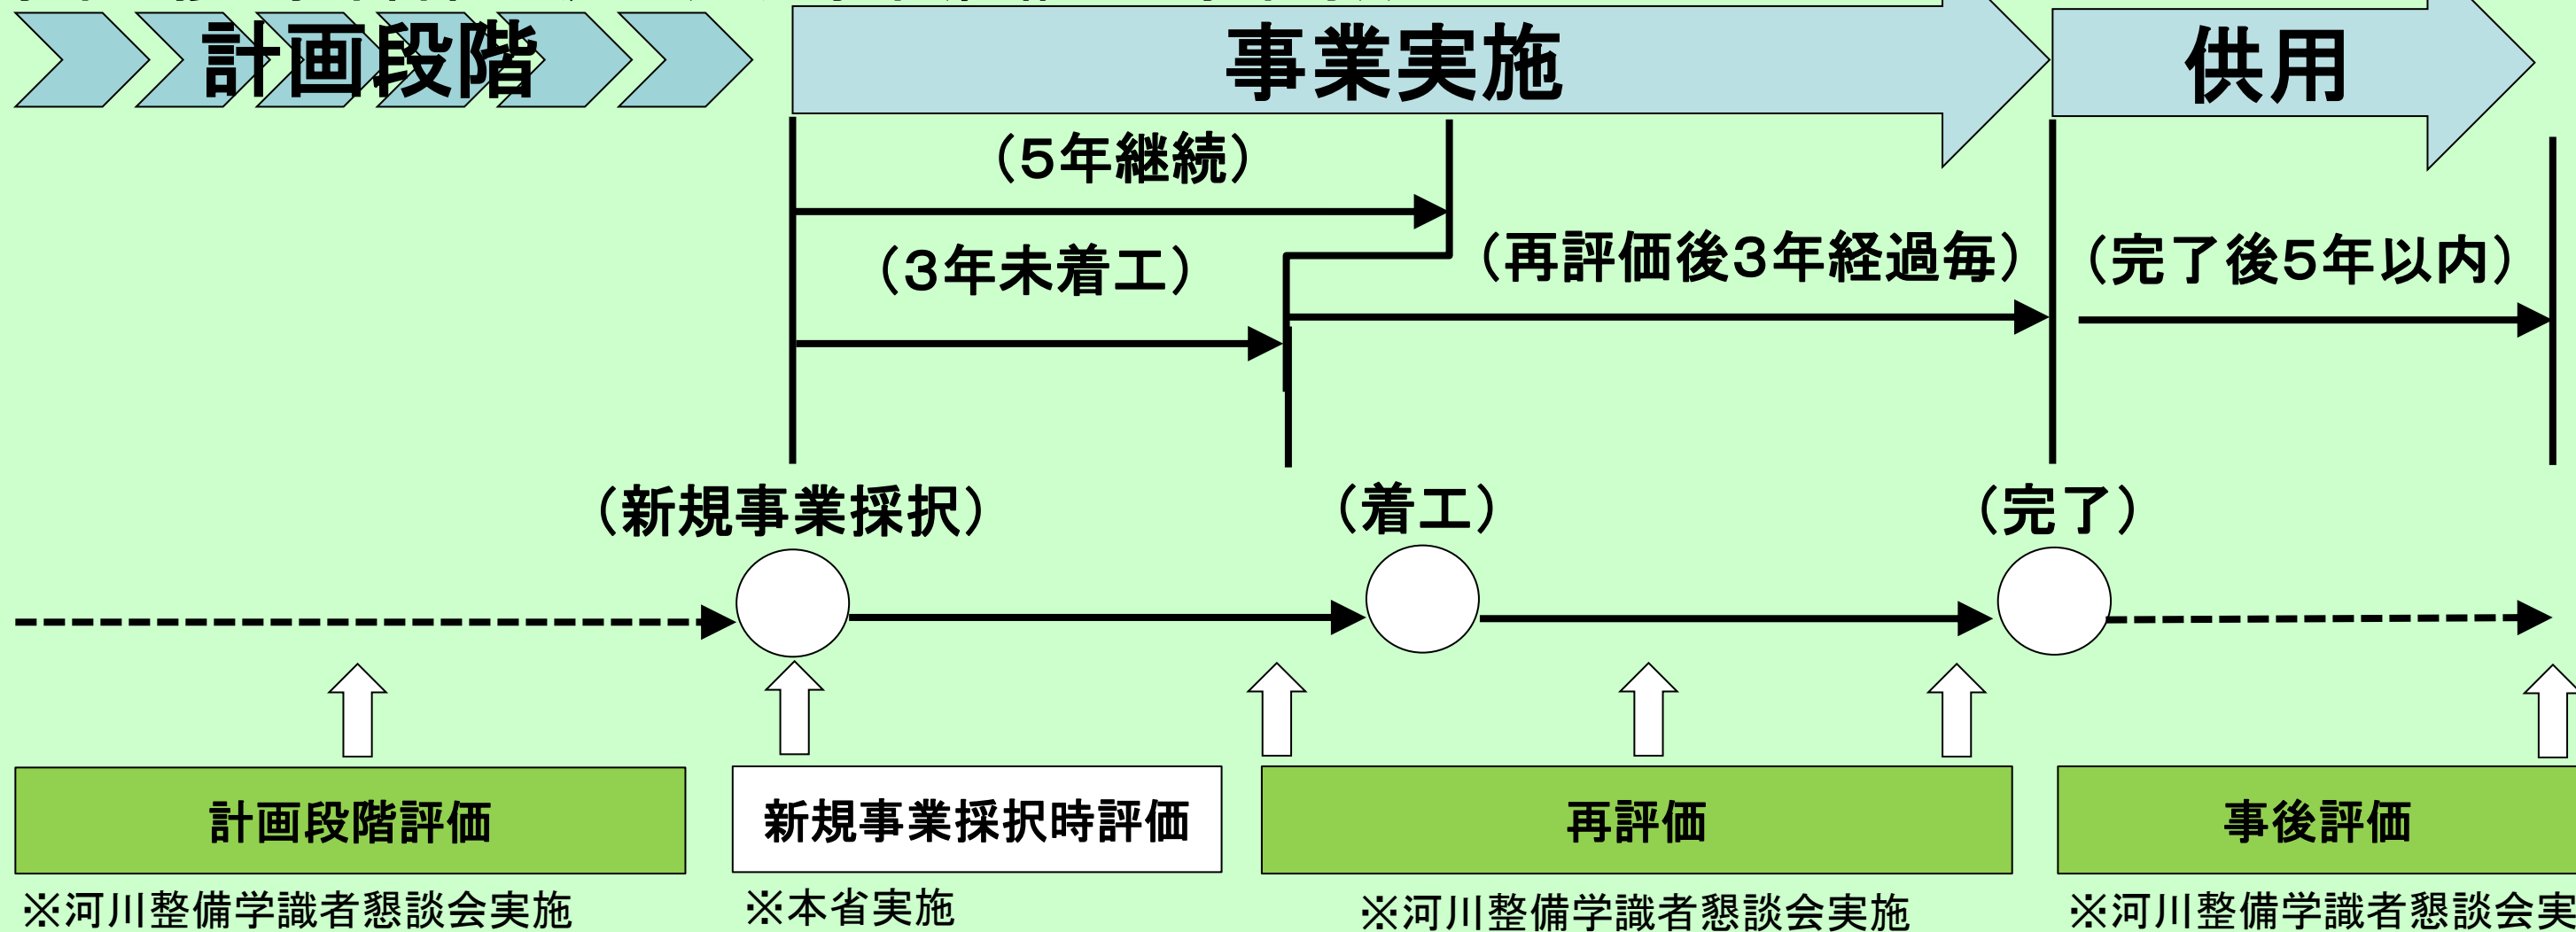 計画段階
事業実施
供用
（５年継続）
（３年未着工）
（再評価後３年経過毎）
（完了後５年以内）
（新規事業採択）
（着工）
（完了）
計画段階評価
新規事業採択時評価
再評価
事後評価
※河川整備学識者懇談会実施
※本省実施
※河川整備学識者懇談会実施
※河川整備学識者懇談会実